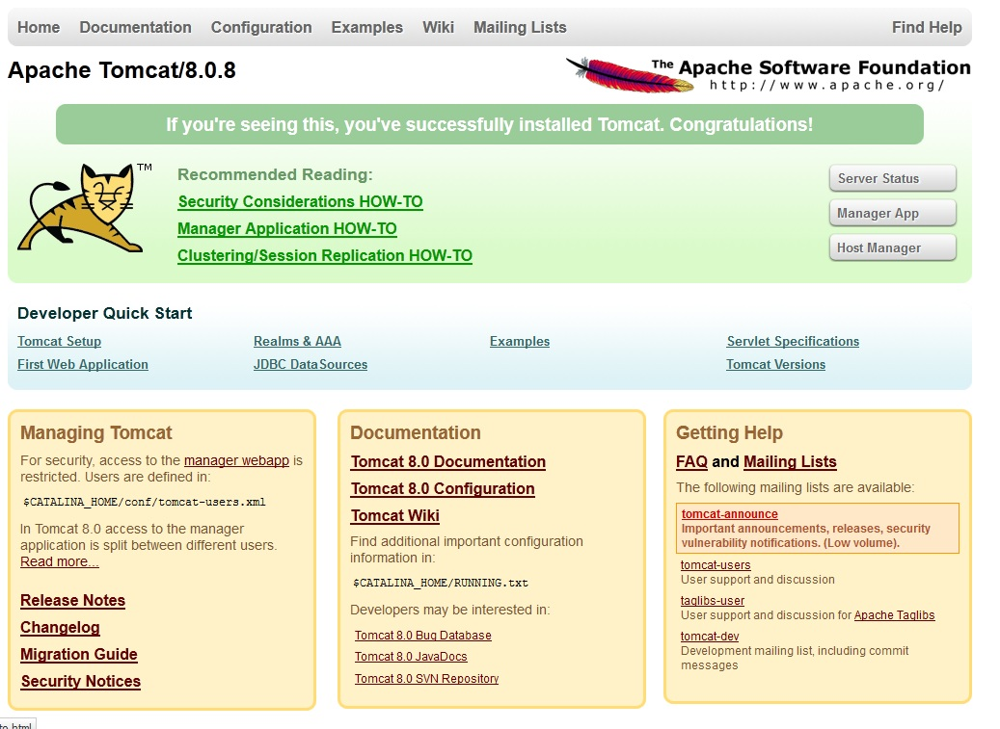 Home Documentation Configuration Examples Wiki Mailing Lists Find Help
Apache Tomcat/8.0.8
The Apache Software Foundation
http://www.apache.org/
If you're seeing this, you've successfully installed Tomcat. Congratulations!
TM
Recommended Reading:
Security Considerations HOW-TO
Manager Application HOW-TO
Clustering/Session Replication HOW-TO
Server Status
Manager App
Host Manager
Developer Quick Start
Tomcat Setup
First Web Application
Realms & AAA
JDBC DataSources
Examples
Servlet Specifications
Tomcat Versions
Managing Tomcat
For security, access to the manager webapp is
restricted. Users are defined in:
$CATALINA_HOME/conf/tomcat-users.xml
In Tomcat 8.0 access to the manager
application is split between different users.
Read more...
Release Notes
Changelog
Migration Guide
Security Notices
Documentation
Tomcat 8.0 Documentation
Tomcat 8.0 Configuration
Tomcat Wiki
Find additional important configuration
information in:
$CATALINA_HOME/RUNNING.txt
Developers may be interested in:
Tomcat 8.0 Bug Database
Tomcat 8.0 JavaDocs
Tomcat 8.0 SVN Repository
Getting Help
FAQ and Mailing Lists
The following mailing lists are available:
tomcat-announce
Important announcements, releases, security
vulnerability notifications. (Low volume).
tomcat-users
User support and discussion
taglibs-user
User support and discussion for Apache Taglibs
tomcat-dev
Development mailing list, including commit
messages